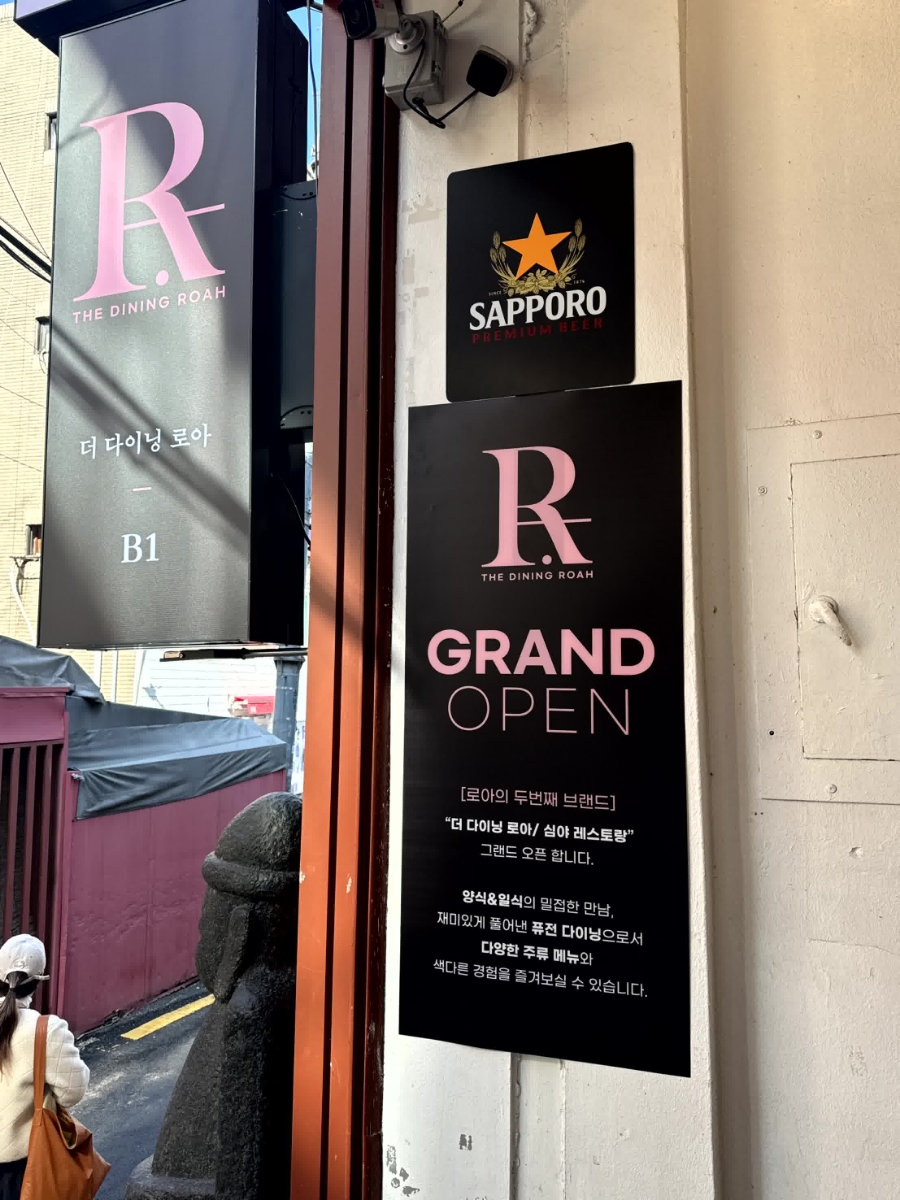 R.
THE DINING ROAH
더 다이닝 로아
B1
SINCE 1876
SAPPORO
PREMIUM BEER
R.
THE DINING ROAH
GRAND
OPEN
[로아의 두번째 브랜드]
“더 다이닝 로아/ 심야 레스토랑”
그랜드 오픈 합니다.
양식&일식의 밀접한 만남,
재미있게 풀어낸 퓨전 다이닝으로서
다양한 주류 메뉴와
색다른 경험을 즐겨보실 수 있습니다.